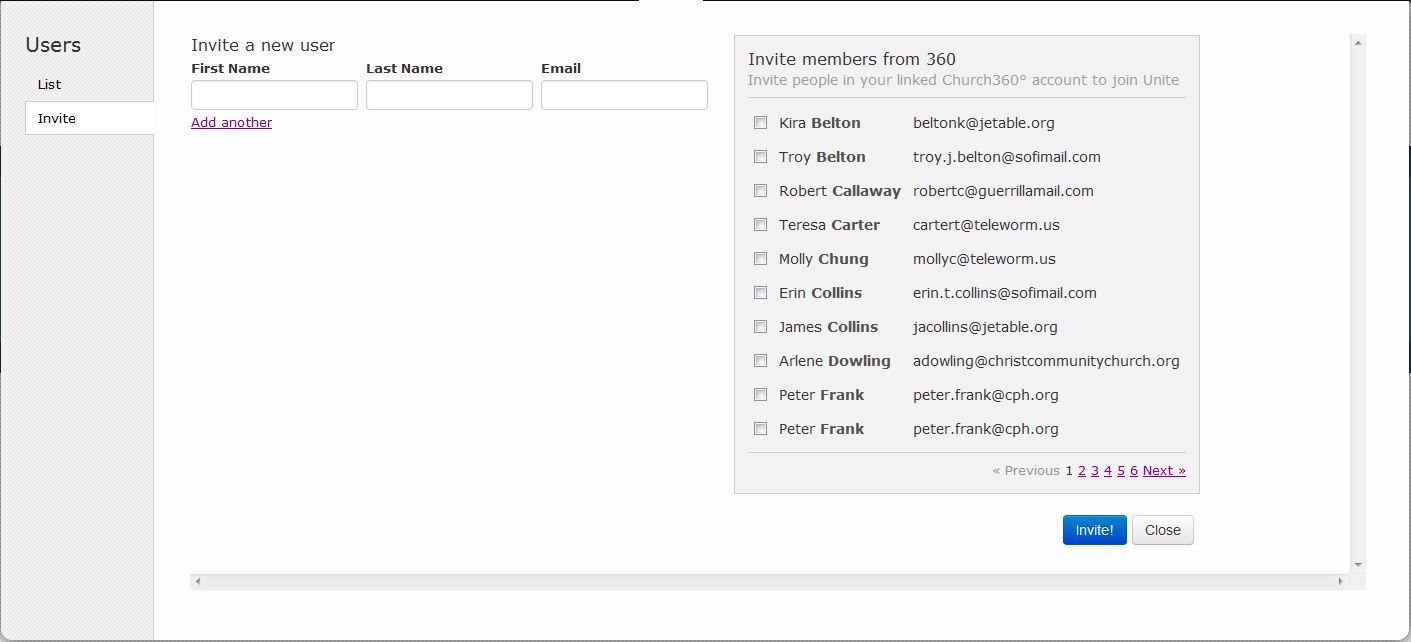 Users
List
Invite
Invite a new user
First Name Last Name Email
Add another
Invite members from 360
Invite people in your linked Church360° account to join Unite
Kira Belton beltonk@jetable.org
Troy Belton troy.j.belton@sofimail.com
Robert Callaway robertc@guerrillamail.com
Teresa Carter cartert@teleworm.us
Molly Chung mollyc@teleworm.us
Erin Collins erin.t.collins@sofimail.com
James Collins jacollins@jetable.org
Arlene Dowling adowling@christcommunitychurch.org
Peter Frank peter.frank@cph.org
Peter Frank peter.frank@cph.org
« Previous 1 2 3 4 5 6 Next »
Invite! Close